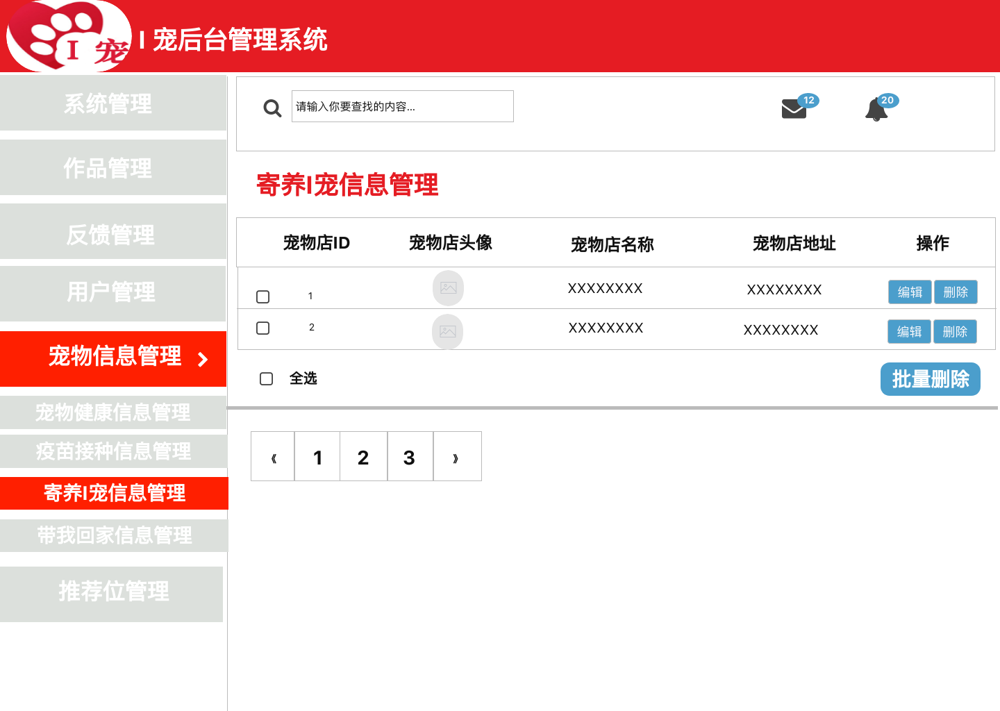 I 宠
I 宠后台管理系统
系统管理
作品管理
反馈管理
用户管理
宠物信息管理
宠物健康信息管理
疫苗接种信息管理
寄养I宠信息管理
带我回家信息管理
推荐位管理
请输入你要查找的内容...
12
20
寄养I宠信息管理
宠物店ID 宠物店头像 宠物店名称 宠物店地址 操作
1 XXXXXXXX XXXXXXXX 编辑 删除
2 XXXXXXXX XXXXXXXX 编辑 删除
全选 批量删除
《 1 2 3 》